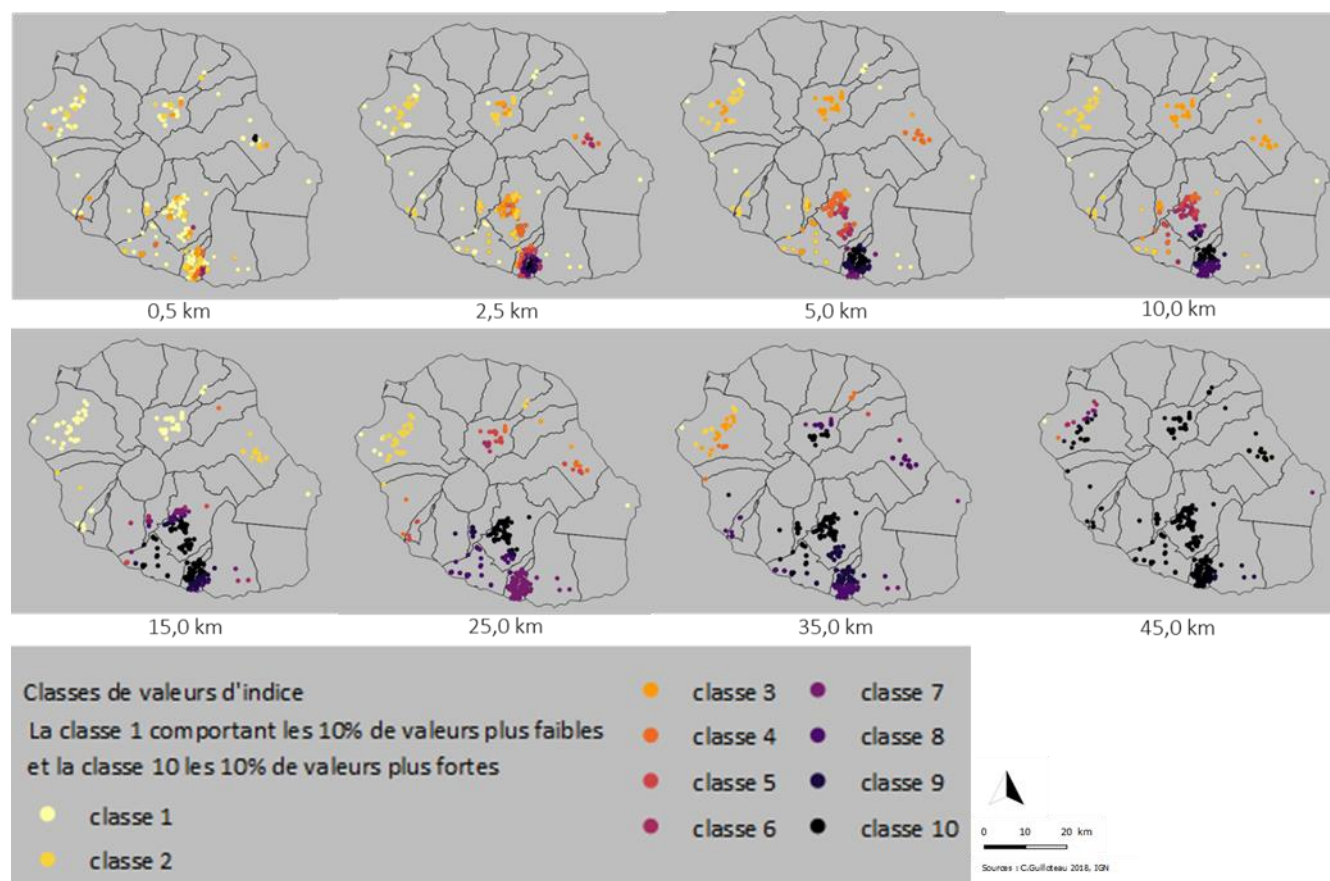 0,5 km
2,5 km
5,0 km
10,0 km
15,0 km
25,0 km
35,0 km
45,0 km
Classes de valeurs d'indice
La classe 1 comportant les 10% de valeurs plus faibles
et la classe 10 les 10% de valeurs plus fortes
classe 1
classe 2
classe 3
classe 4
classe 5
classe 6
classe 7
classe 8
classe 9
classe 10
0 10 20 km
Sources : C.Guilloteau 2018, IGN